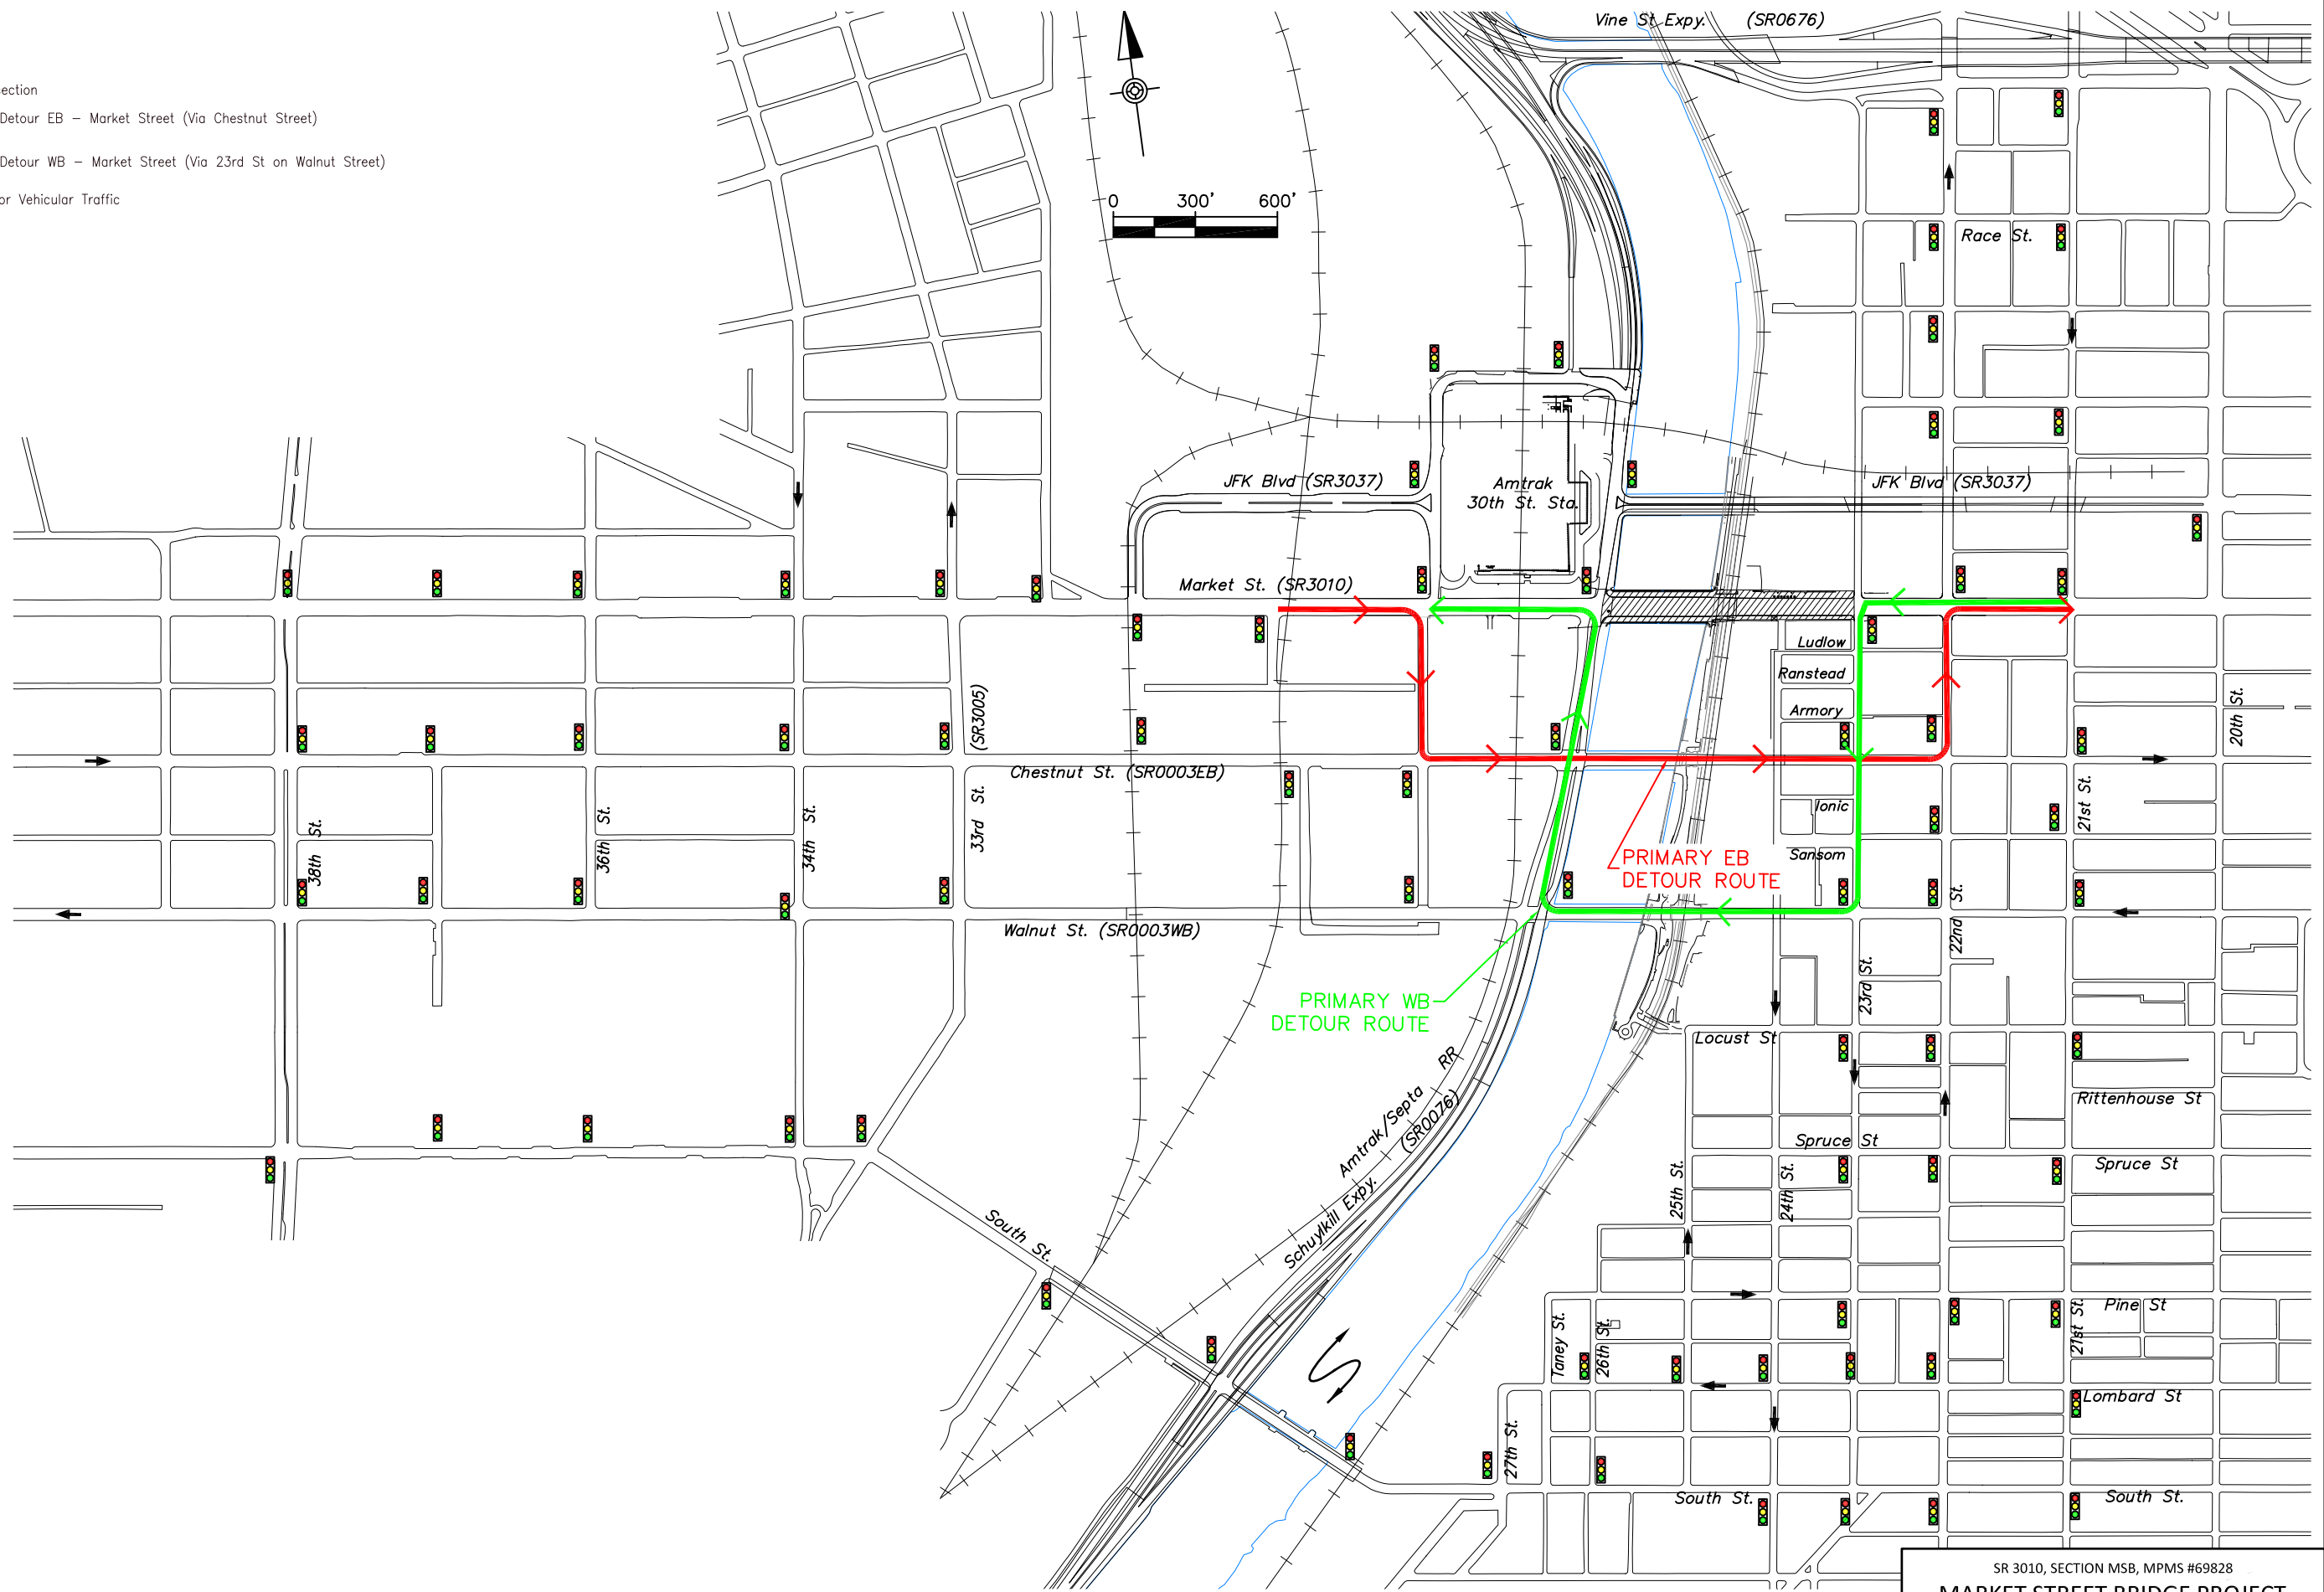 Vine St Expy. (SR0676)
ection
Detour EB – Market Street (Via Chestnut Street)
Detour WB – Market Street (Via 23rd St on Walnut Street)
or Vehicular Traffic
0 300' 600'
Race St.
JFK Blvd (SR3037)
Amtrak
30th St. Sta.
JFK Blvd (SR3037)
Market St. (SR3010)
Ludlow
Ranstead
Armory
(SR3005)
20th St.
Chestnut St. (SR0003EB)
Ionic
38th St.
36th St.
34th St.
33rd St.
21st St.
Sansom
PRIMARY EB
DETOUR ROUTE
22nd St.
Walnut St. (SR0003WB)
23rd St.
PRIMARY WB
DETOUR ROUTE
Locust St
Amtrak/Septa RR
Schuylkill Expy. (SR0076)
Rittenhouse St
Spruce St
Spruce St
25th St.
24th St.
South St.
Pine St
Taney St.
26th St.
21st St.
Lombard St
27th St.
South St.
South St.
SR 3010, SECTION MSB, MPMS #69828
MARKET STREET BRIDGE PROJECT